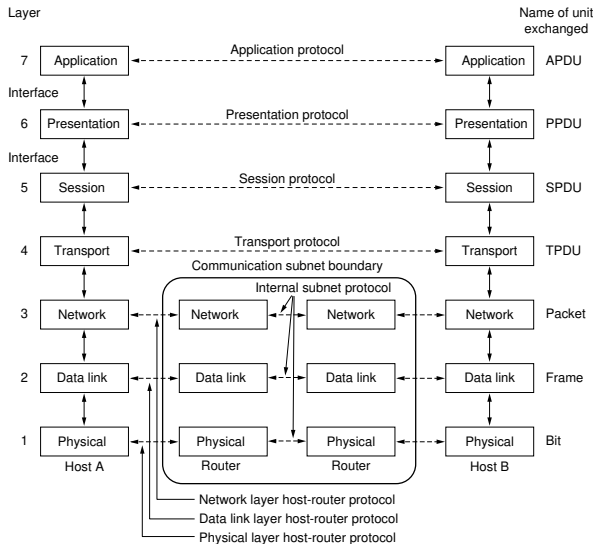 Layer
Name of unit
exchanged
Application protocol
7 Application Application APDU
Interface
Presentation protocol
6 Presentation Presentation PPDU
Interface
Session protocol
5 Session Session SPDU
Transport protocol
4 Transport Transport TPDU
Communication subnet boundary
Internal subnet protocol
3 Network Network Network Network Packet
2 Data link Data link Data link Data link Frame
1 Physical Physical Physical Physical Bit
Host A Router Router Host B
Network layer host-router protocol
Data link layer host-router protocol
Physical layer host-router protocol